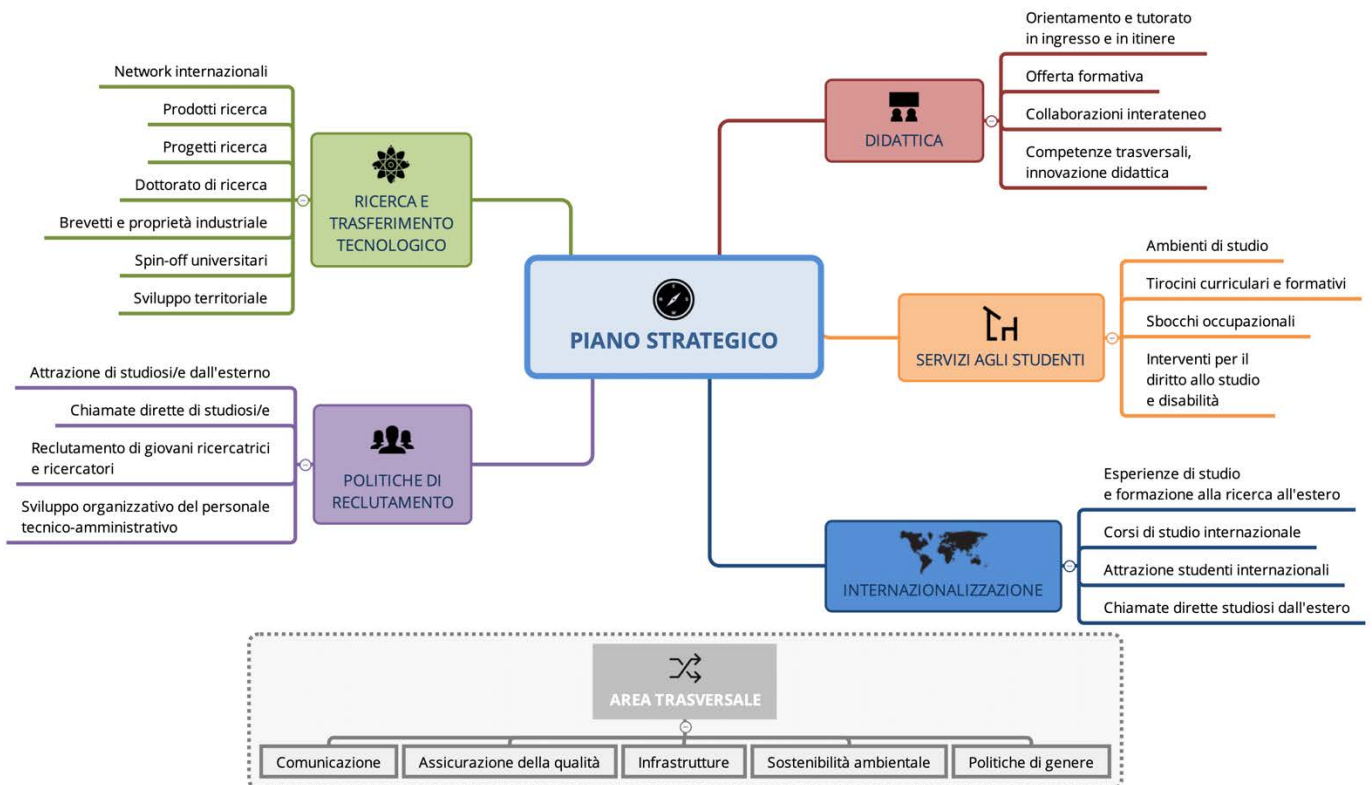 PIANO STRATEGICO
RICERCA E
TRASFERIMENTO
TECNOLOGICO
Network internazionali
Prodotti ricerca
Progetti ricerca
Dottorato di ricerca
Brevetti e proprietà industriale
Spin-off universitari
Sviluppo territoriale
POLITICHE DI
RECLUTAMENTO
Attrazione di studiosi/e dall'esterno
Chiamate dirette di studiosi/e
Reclutamento di giovani ricercatrici
e ricercatori
Sviluppo organizzativo del personale
tecnico-amministrativo
DIDATTICA
Orientamento e tutorato
in ingresso e in itinere
Offerta formativa
Collaborazioni interateneo
Competenze trasversali,
innovazione didattica
SERVIZI AGLI STUDENTI
Ambienti di studio
Tirocini curriculari e formativi
Sbocchi occupazionali
Interventi per il
diritto allo studio
e disabilità
INTERNAZIONALIZZAZIONE
Esperienze di studio
e formazione alla ricerca all'estero
Corsi di studio internazionale
Attrazione studenti internazionali
Chiamate dirette studiosi dall'estero
AREA TRASVERSALE
Comunicazione
Assicurazione della qualità
Infrastrutture
Sostenibilità ambientale
Politiche di genere